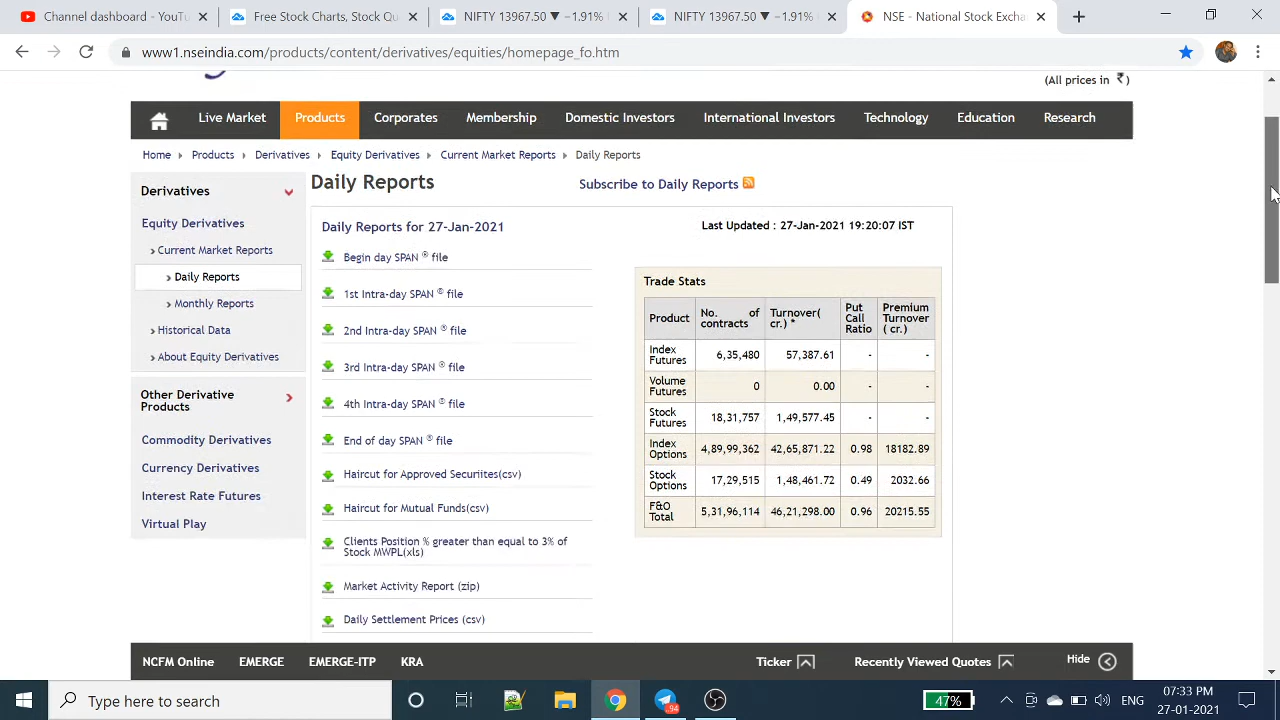 Channel dashboard - YouTu
Free Stock Charts, Stock Qu
NIFTY 13967.50 ▼ −1.91% U
NIFTY 13967.50 ▼ −1.91% U
NSE - National Stock Excha
www1.nseindia.com/products/content/derivatives/equities/homepage_fo.htm
(All prices in ₹)
Live Market
Products
Corporates
Membership
Domestic Investors
International Investors
Technology
Education
Research
Home
Products
Derivatives
Equity Derivatives
Current Market Reports
Daily Reports
Derivatives
Equity Derivatives
Current Market Reports
Daily Reports
Monthly Reports
Historical Data
About Equity Derivatives
Other Derivative
Products
Commodity Derivatives
Currency Derivatives
Interest Rate Futures
Virtual Play
Daily Reports
Subscribe to Daily Reports
Daily Reports for 27-Jan-2021
Last Updated : 27-Jan-2021 19:20:07 IST
Begin day SPAN ® file
1st Intra-day SPAN ® file
2nd Intra-day SPAN ® file
3rd Intra-day SPAN ® file
4th Intra-day SPAN ® file
End of day SPAN ® file
Haircut for Approved Securiites(csv)
Haircut for Mutual Funds(csv)
Clients Position % greater than equal to 3% of
Stock MWPL(xls)
Market Activity Report (zip)
Daily Settlement Prices (csv)
Trade Stats
Product
No. of
contracts
Turnover(
cr.) *
Put
Call
Ratio
Premium
Turnover
( cr.)
Index
Futures
6,35,480
57,387.61
-
-
Volume
Futures
0
0.00
-
-
Stock
Futures
18,31,757
1,49,577.45
-
-
Index
Options
4,89,99,362
42,65,871.22
0.98
18182.89
Stock
Options
17,29,515
1,48,461.72
0.49
2032.66
F&O
Total
5,31,96,114
46,21,298.00
0.96
20215.55
NCFM Online
EMERGE
EMERGE-ITP
KRA
Ticker
Recently Viewed Quotes
Hide
Type here to search
94
47%
ENG
07:33 PM
27-01-2021